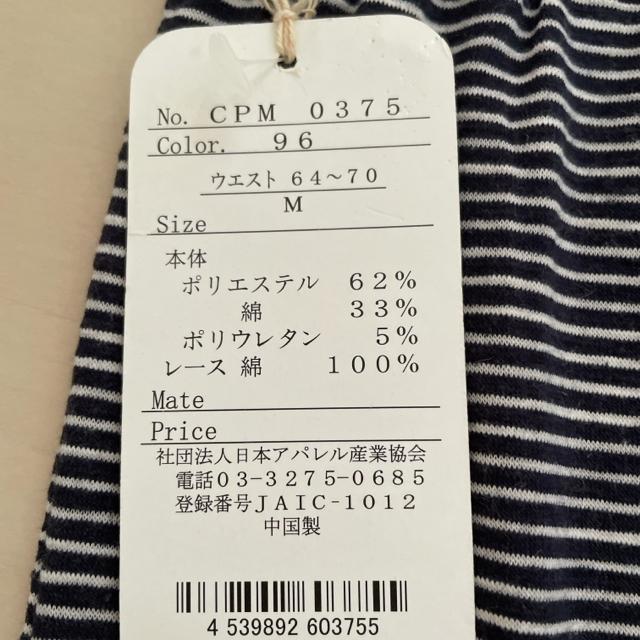 No. ＣＰＭ　０３７５
Color.　９６
ウエスト ６４～７０
Ｍ
Size
本体
ポリエステル　６２％
綿　３３％
ポリウレタン　５％
レース 綿　１００％
Mate
Price
社団法人日本アパレル産業協会
電話０３-３２７５-０６８５
登録番号ＪＡＩＣ-１０１２
中国製
4 539892 603755